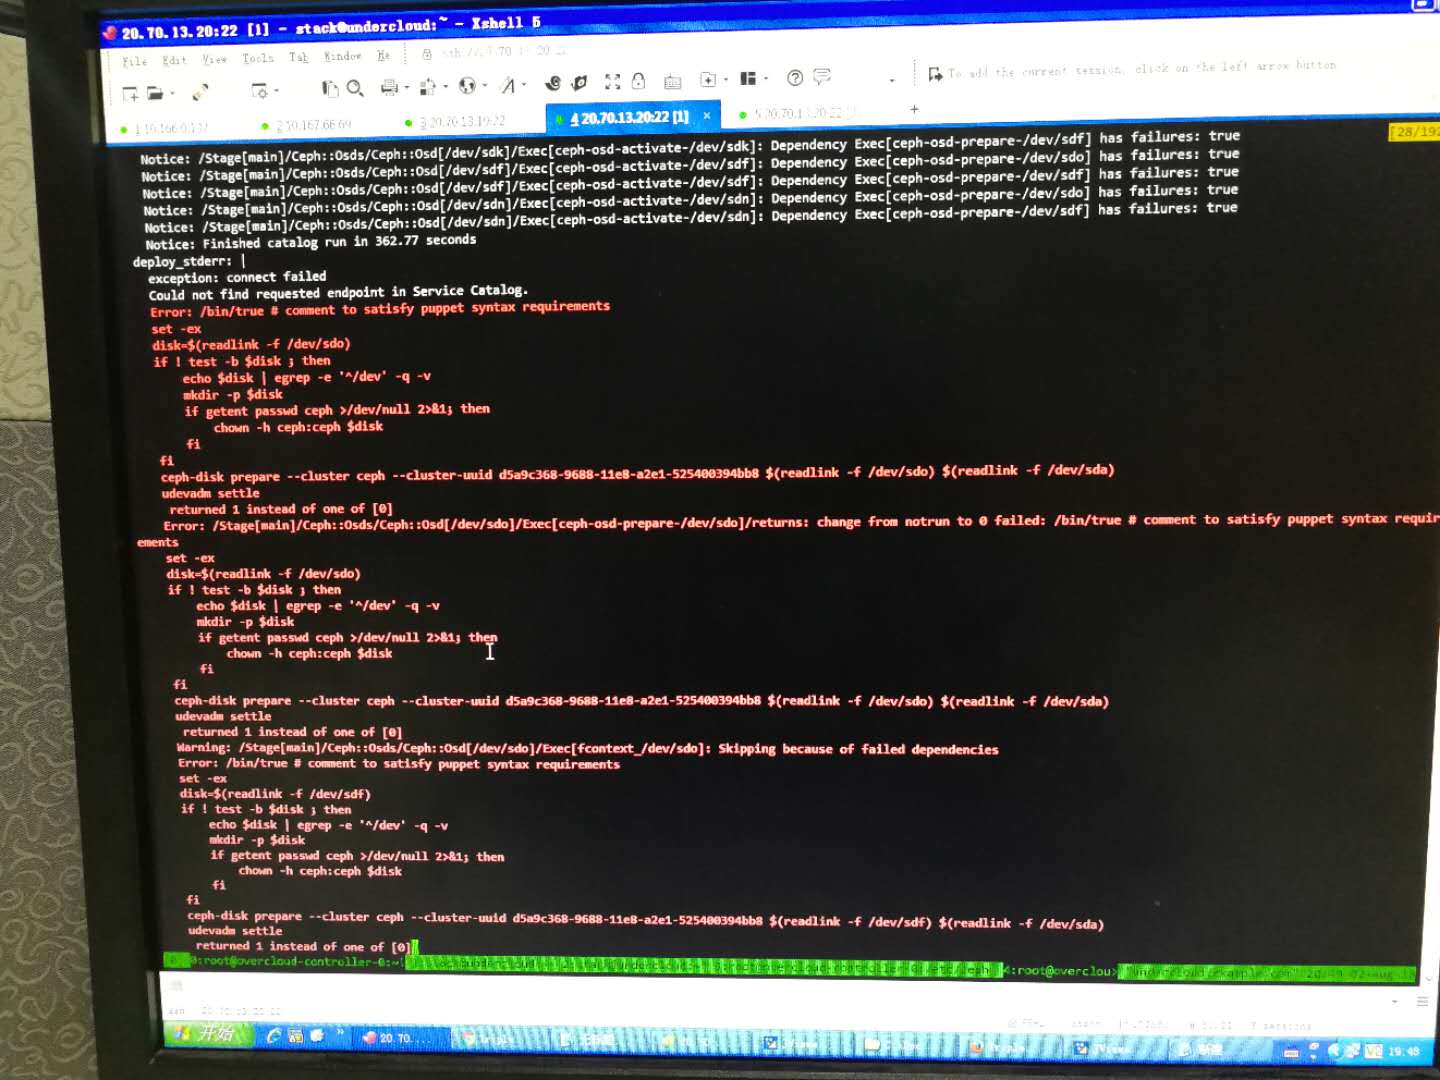 20.70.13.20:22 [1] - stack@undercloud:~ - Xshell 5
File Edit View Tools Tab Window He
To add the current session, click on the left arrow button
1 10.166.0.137
2 10.167.66.69
3 20.70.13.19:22
4 20.70.13.20:22 [1] ×
+
[28/192
Notice: /Stage[main]/Ceph::Osds/Ceph::Osd[/dev/sdk]/Exec[ceph-osd-activate-/dev/sdk]: Dependency Exec[ceph-osd-prepare-/dev/sdf] has failures: true
Notice: /Stage[main]/Ceph::Osds/Ceph::Osd[/dev/sdf]/Exec[ceph-osd-activate-/dev/sdf]: Dependency Exec[ceph-osd-prepare-/dev/sdo] has failures: true
Notice: /Stage[main]/Ceph::Osds/Ceph::Osd[/dev/sdf]/Exec[ceph-osd-activate-/dev/sdf]: Dependency Exec[ceph-osd-prepare-/dev/sdf] has failures: true
Notice: /Stage[main]/Ceph::Osds/Ceph::Osd[/dev/sdn]/Exec[ceph-osd-activate-/dev/sdn]: Dependency Exec[ceph-osd-prepare-/dev/sdo] has failures: true
Notice: /Stage[main]/Ceph::Osds/Ceph::Osd[/dev/sdn]/Exec[ceph-osd-activate-/dev/sdn]: Dependency Exec[ceph-osd-prepare-/dev/sdf] has failures: true
Notice: Finished catalog run in 362.77 seconds
deploy_stderr: |
exception: connect failed
Could not find requested endpoint in Service Catalog.
Error: /bin/true # comment to satisfy puppet syntax requirements
set -ex
disk=$(readlink -f /dev/sdo)
if ! test -b $disk ; then
echo $disk | egrep -e '^/dev' -q -v
mkdir -p $disk
if getent passwd ceph >/dev/null 2>&1; then
chown -h ceph:ceph $disk
fi
fi
ceph-disk prepare --cluster ceph --cluster-uuid d5a9c368-9688-11e8-a2e1-525400394bb8 $(readlink -f /dev/sdo) $(readlink -f /dev/sda)
udevadm settle
returned 1 instead of one of [0]
Error: /Stage[main]/Ceph::Osds/Ceph::Osd[/dev/sdo]/Exec[ceph-osd-prepare-/dev/sdo]/returns: change from notrun to 0 failed: /bin/true # comment to satisfy puppet syntax requir
ements
set -ex
disk=$(readlink -f /dev/sdo)
if ! test -b $disk ; then
echo $disk | egrep -e '^/dev' -q -v
mkdir -p $disk
if getent passwd ceph >/dev/null 2>&1; then
chown -h ceph:ceph $disk
fi
fi
ceph-disk prepare --cluster ceph --cluster-uuid d5a9c368-9688-11e8-a2e1-525400394bb8 $(readlink -f /dev/sdo) $(readlink -f /dev/sda)
udevadm settle
returned 1 instead of one of [0]
Warning: /Stage[main]/Ceph::Osds/Ceph::Osd[/dev/sdo]/Exec[fcontext_/dev/sdo]: Skipping because of failed dependencies
Error: /bin/true # comment to satisfy puppet syntax requirements
set -ex
disk=$(readlink -f /dev/sdf)
if ! test -b $disk ; then
echo $disk | egrep -e '^/dev' -q -v
mkdir -p $disk
if getent passwd ceph >/dev/null 2>&1; then
chown -h ceph:ceph $disk
fi
fi
ceph-disk prepare --cluster ceph --cluster-uuid d5a9c368-9688-11e8-a2e1-525400394bb8 $(readlink -f /dev/sdf) $(readlink -f /dev/sda)
udevadm settle
returned 1 instead of one of [0]
0:root@overcloud-controller-0:~ 4:root@overclou>
开始 20.70.... 19:48